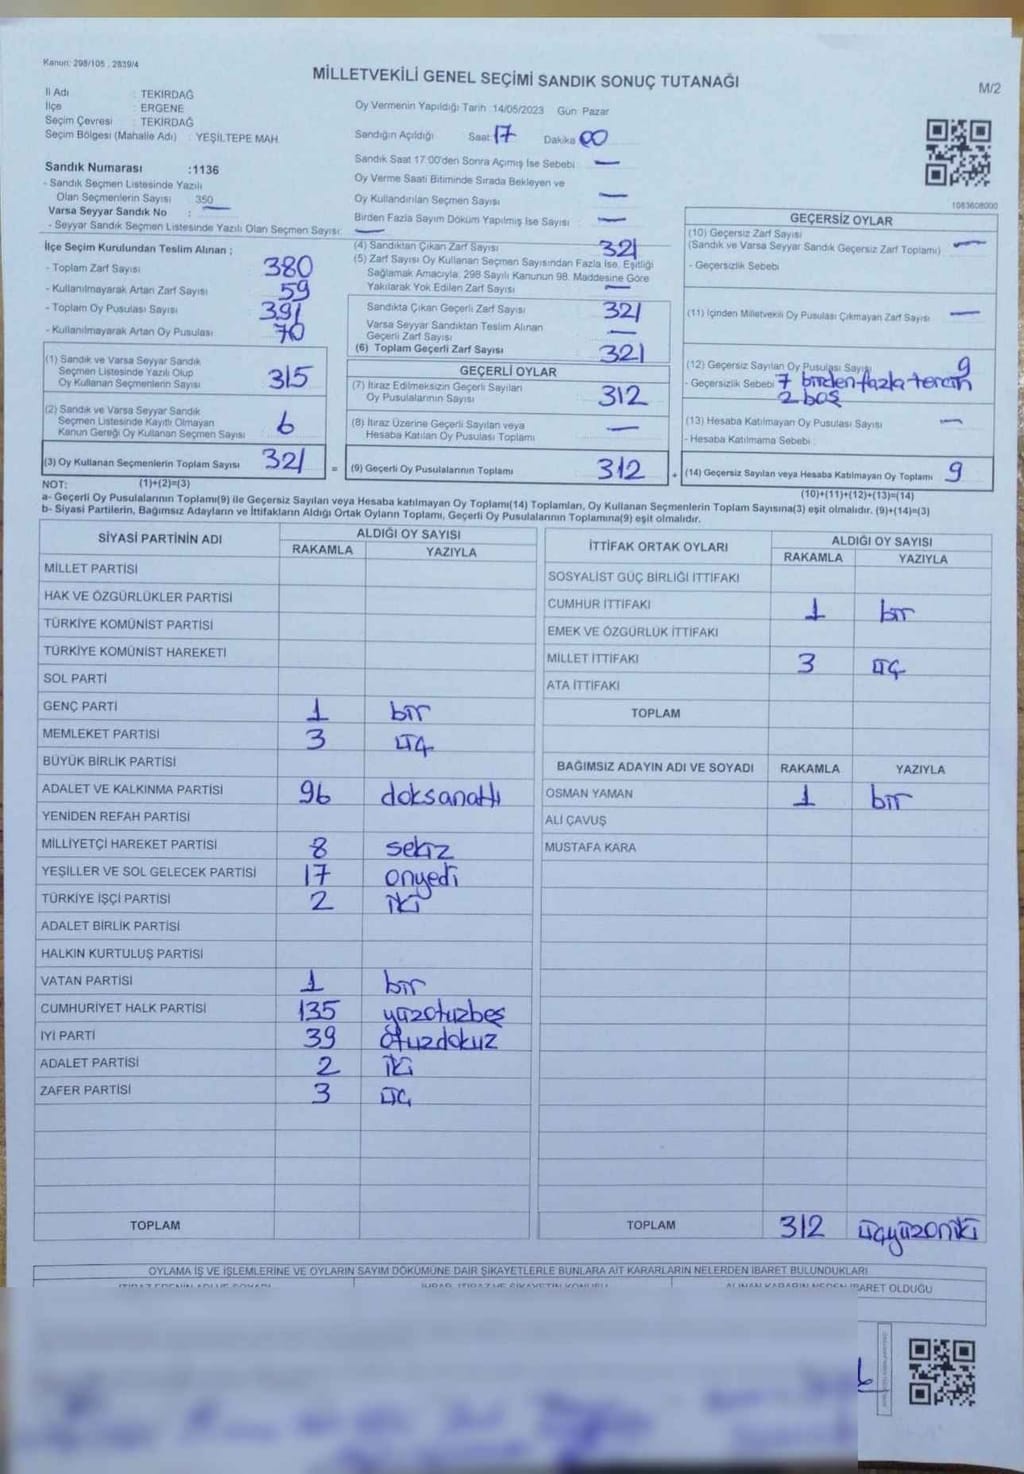 Kanun: 298/105 , 2839/4
MİLLETVEKİLİ GENEL SEÇİMİ SANDIK SONUÇ TUTANAĞI
M/2
İl Adı : TEKİRDAĞ
İlçe : ERGENE
Seçim Çevresi : TEKİRDAĞ
Seçim Bölgesi (Mahalle Adı) : YEŞİLTEPE MAH
Sandık Numarası :1136
- Sandık Seçmen Listesinde Yazılı
Olan Seçmenlerin Sayısı 350
Varsa Seyyar Sandık No : —
- Seyyar Sandık Seçmen Listesinde Yazılı Olan Seçmen Sayısı: —
Oy Vermenin Yapıldığı Tarih :14/05/2023 Gün: Pazar
Sandığın Açıldığı Saat 17 Dakika 00
Sandık Saat 17:00'den Sonra Açımış İse Sebebi —
Oy Verme Saati Bitiminde Sırada Bekleyen ve
Oy Kullandırılan Seçmen Sayısı —
Birden Fazla Sayım Döküm Yapılmış İse Sayısı —
1083608000
İlçe Seçim Kurulundan Teslim Alınan ;
- Toplam Zarf Sayısı 380
- Kullanılmayarak Artan Zarf Sayısı 59
- Toplam Oy Pusulası Sayısı 391
- Kullanılmayarak Artan Oy Pusulası 70
(1) Sandık ve Varsa Seyyar Sandık
Seçmen Listesinde Yazılı Olup
Oy Kullanan Seçmenlerin Sayısı 315
(2) Sandık ve Varsa Seyyar Sandık
Seçmen Listesinde Kayıtlı Olmayan
Kanun Gereği Oy Kullanan Seçmen Sayısı 6
(3) Oy Kullanan Seçmenlerin Toplam Sayısı 321 =
(4) Sandıktan Çıkan Zarf Sayısı 321
(5) Zarf Sayısı Oy Kullanan Seçmen Sayısından Fazla İse, Eşitliği
Sağlamak Amacıyla, 298 Sayılı Kanunun 98. Maddesine Göre
Yakılarak Yok Edilen Zarf Sayısı —
Sandıkta Çıkan Geçerli Zarf Sayısı 321
Varsa Seyyar Sandıktan Teslim Alınan
Geçerli Zarf Sayısı —
(6) Toplam Geçerli Zarf Sayısı 321
GEÇERLİ OYLAR
(7) İtiraz Edilmeksizin Geçerli Sayılan
Oy Pusulalarının Sayısı 312
(8) İtiraz Üzerine Geçerli Sayılan veya
Hesaba Katılan Oy Pusulası Toplamı —
(9) Geçerli Oy Pusulalarının Toplamı 312 +
GEÇERSİZ OYLAR
(10) Geçersiz Zarf Sayısı
(Sandık ve Varsa Seyyar Sandık Geçersiz Zarf Toplamı) —
- Geçersizlik Sebebi
(11) İçinden Milletvekili Oy Pusulası Çıkmayan Zarf Sayısı —
(12) Geçersiz Sayılan Oy Pusulası Sayısı 9
- Geçersizlik Sebebi 7 birden fazla tercih
2 boş
(13) Hesaba Katılmayan Oy Pusulası Sayısı —
- Hesaba Katılmama Sebebi
(14) Geçersiz Sayılan veya Hesaba Katılmayan Oy Toplamı 9
NOT: (1)+(2)=(3)
(10)+(11)+(12)+(13)=(14)
a- Geçerli Oy Pusulalarının Toplamı(9) ile Geçersiz Sayılan veya Hesaba katılmayan Oy Toplamı(14) Toplamları, Oy Kullanan Seçmenlerin Toplam Sayısına(3) eşit olmalıdır. (9)+(14)=(3)
b- Siyasi Partilerin, Bağımsız Adayların ve İttifakların Aldığı Ortak Oyların Toplamı, Geçerli Oy Pusulalarının Toplamına(9) eşit olmalıdır.
SİYASİ PARTİNİN ADI ALDIĞI OY SAYISI
RAKAMLA YAZIYLA
MİLLET PARTİSİ
HAK VE ÖZGÜRLÜKLER PARTİSİ
TÜRKİYE KOMÜNİST PARTİSİ
TÜRKİYE KOMÜNİST HAREKETİ
SOL PARTİ
GENÇ PARTİ 1 bir
MEMLEKET PARTİSİ 3 üç
BÜYÜK BİRLİK PARTİSİ
ADALET VE KALKINMA PARTİSİ 96 doksanaltı
YENİDEN REFAH PARTİSİ
MİLLİYETÇİ HAREKET PARTİSİ 8 sekiz
YEŞİLLER VE SOL GELECEK PARTİSİ 17 onyedi
TÜRKİYE İŞÇİ PARTİSİ 2 iki
ADALET BİRLİK PARTİSİ
HALKIN KURTULUŞ PARTİSİ
VATAN PARTİSİ 1 bir
CUMHURİYET HALK PARTİSİ 135 yüzotuzbeş
İYİ PARTİ 39 otuzdokuz
ADALET PARTİSİ 2 iki
ZAFER PARTİSİ 3 üç
TOPLAM
İTTİFAK ORTAK OYLARI ALDIĞI OY SAYISI
RAKAMLA YAZIYLA
SOSYALİST GÜÇ BİRLİĞİ İTTİFAKI
CUMHUR İTTİFAKI 1 bir
EMEK VE ÖZGÜRLÜK İTTİFAKI
MİLLET İTTİFAKI 3 üç
ATA İTTİFAKI
TOPLAM
BAĞIMSIZ ADAYIN ADI VE SOYADI RAKAMLA YAZIYLA
OSMAN YAMAN 1 bir
ALİ ÇAVUŞ
MUSTAFA KARA
TOPLAM 312 üçyüzoniki
OYLAMA İŞ VE İŞLEMLERİNE VE OYLARIN SAYIM DÖKÜMÜNE DAİR ŞİKAYETLERLE BUNLARA AİT KARARLARIN NELERDEN İBARET BULUNDUKLARI
ALINAN KARARIN NEDEN İBARET OLDUĞU